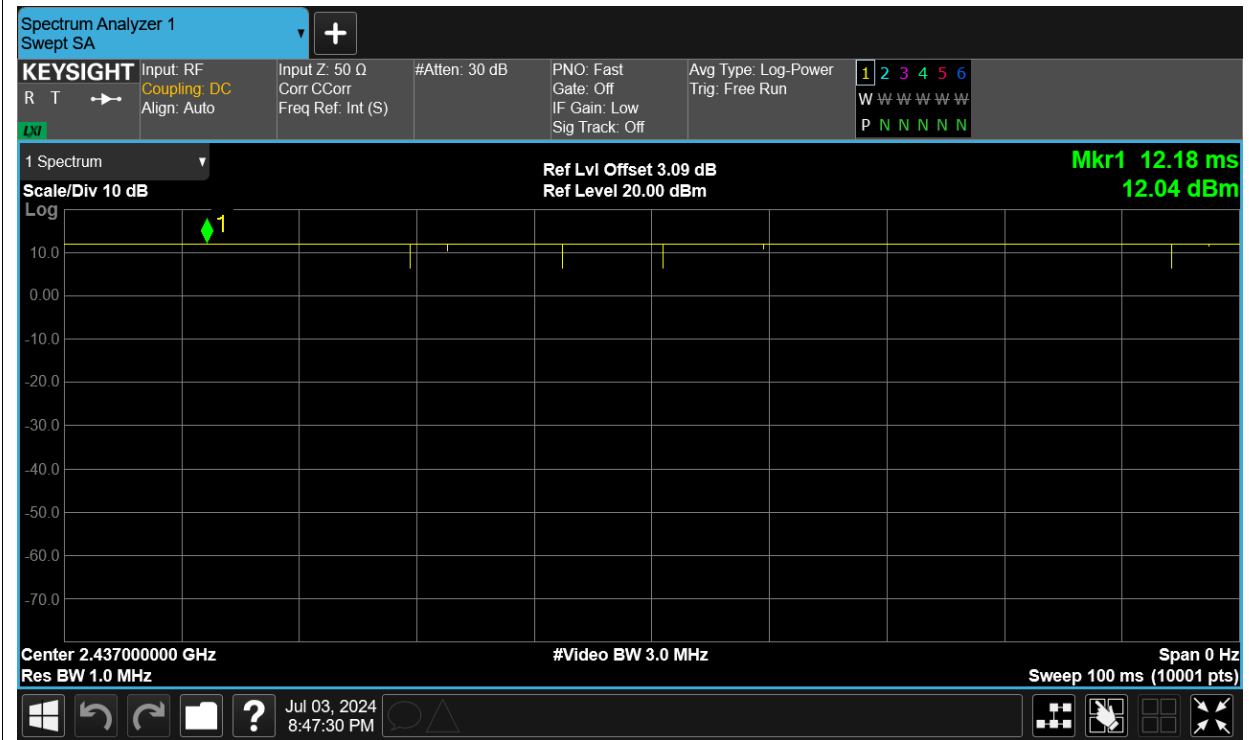 Spectrum Analyzer 1
Swept SA
KEYSIGHT
R T
LXI
Input: RF
Coupling: DC
Align: Auto
Input Z: 50 Ω
Corr CCorr
Freq Ref: Int (S)
#Atten: 30 dB
PNO: Fast
Gate: Off
IF Gain: Low
Sig Track: Off
Avg Type: Log-Power
Trig: Free Run
1 2 3 4 5 6
W W W W W W
P N N N N N
1 Spectrum
Scale/Div 10 dB
Ref Lvl Offset 3.09 dB
Ref Level 20.00 dBm
Mkr1 12.18 ms
12.04 dBm
Log
1
10.0
0.00
-10.0
-20.0
-30.0
-40.0
-50.0
-60.0
-70.0
Center 2.437000000 GHz
Res BW 1.0 MHz
#Video BW 3.0 MHz
Span 0 Hz
Sweep 100 ms (10001 pts)
?
Jul 03, 2024
8:47:30 PM